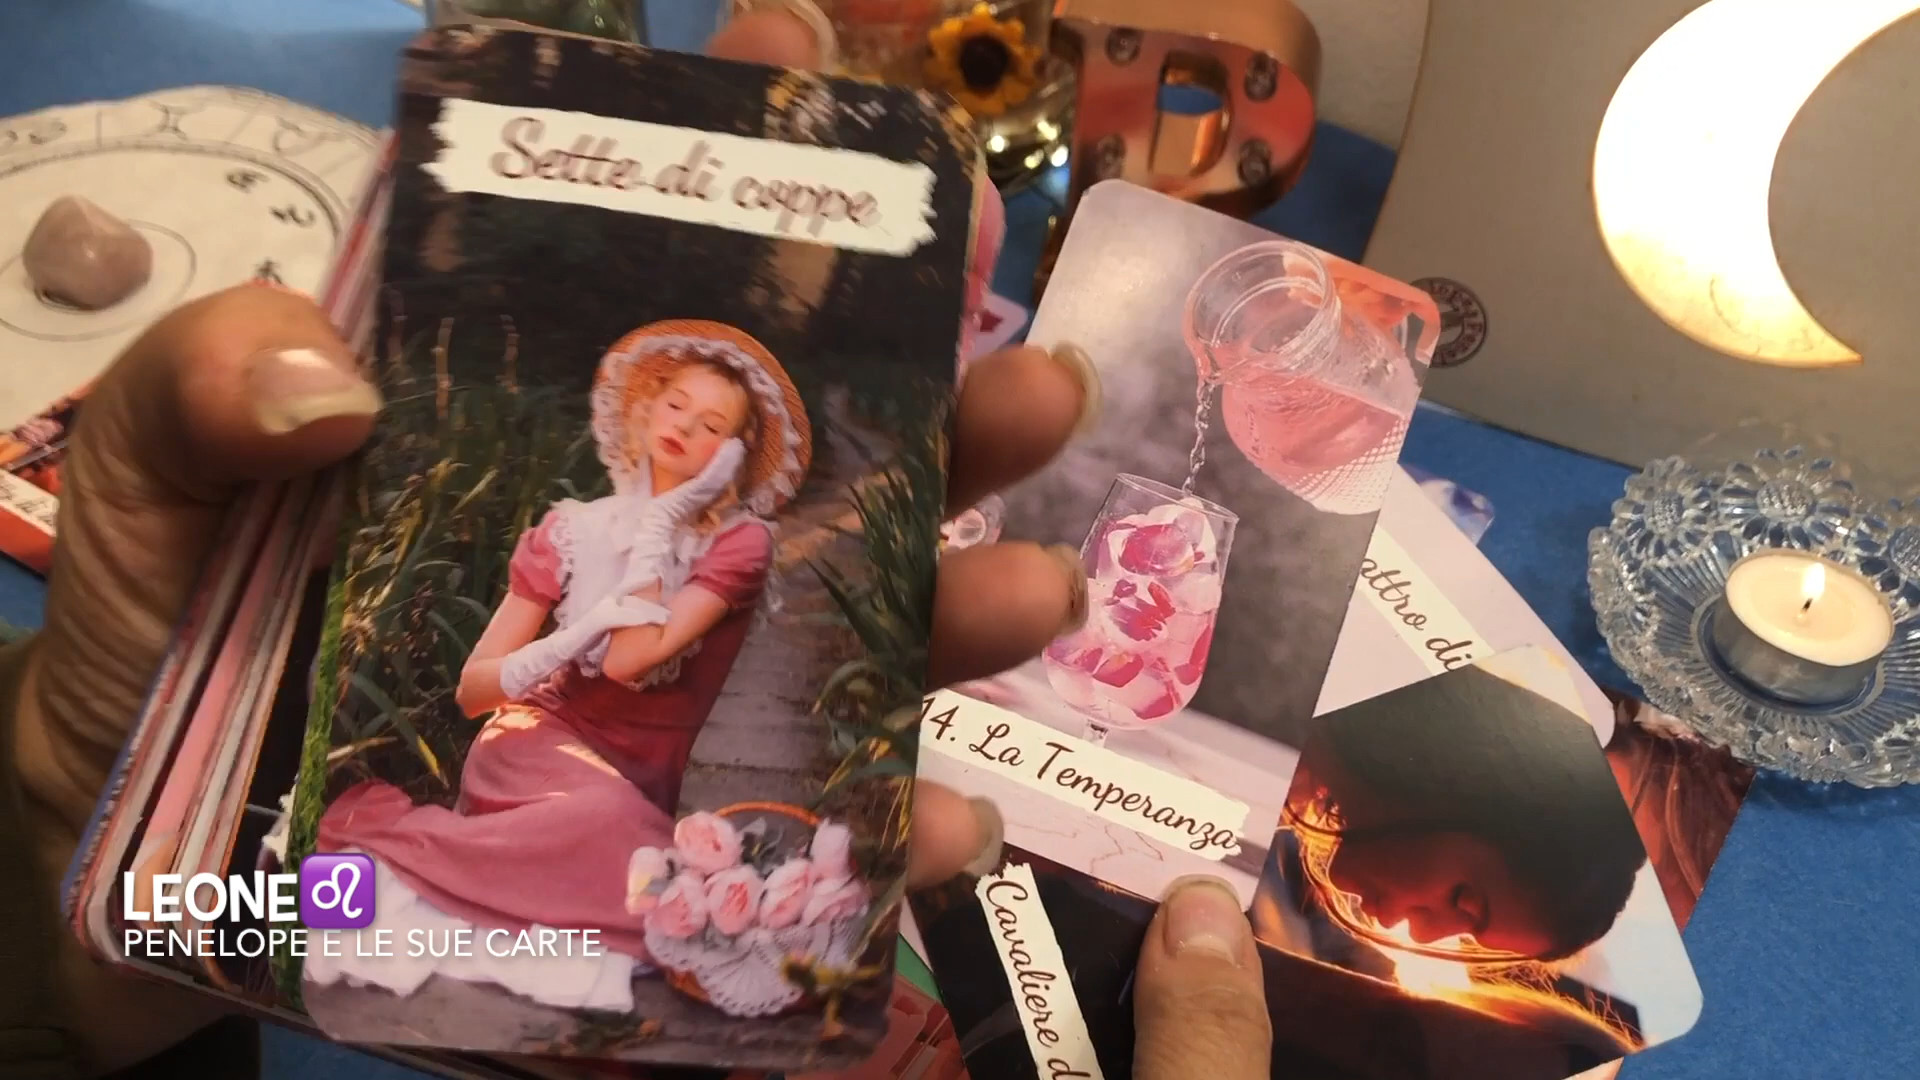 Sette di coppe
14. La Temperanza
attro di
Cavaliere d
LEONE♌
PENELOPE E LE SUE CARTE